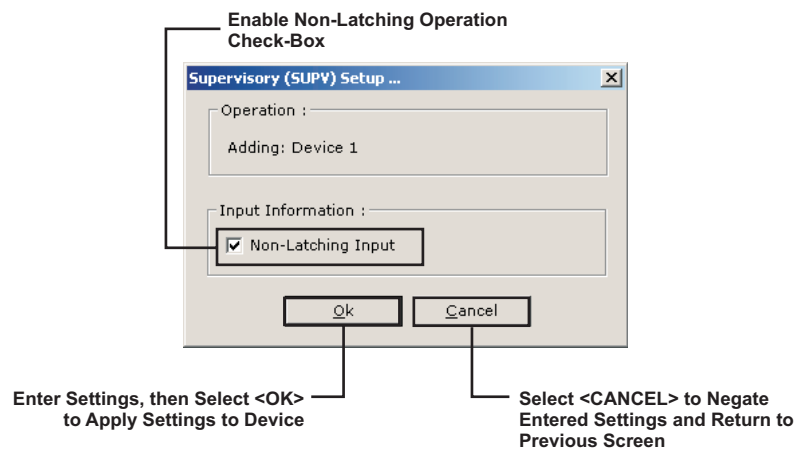 Enable Non-Latching Operation
Check-Box
Supervisory (SUPV) Setup ...
Operation :
Adding: Device 1
Input Information :
Non-Latching Input
Ok
Cancel
Enter Settings, then Select <OK>
to Apply Settings to Device
Select <CANCEL> to Negate
Entered Settings and Return to
Previous Screen